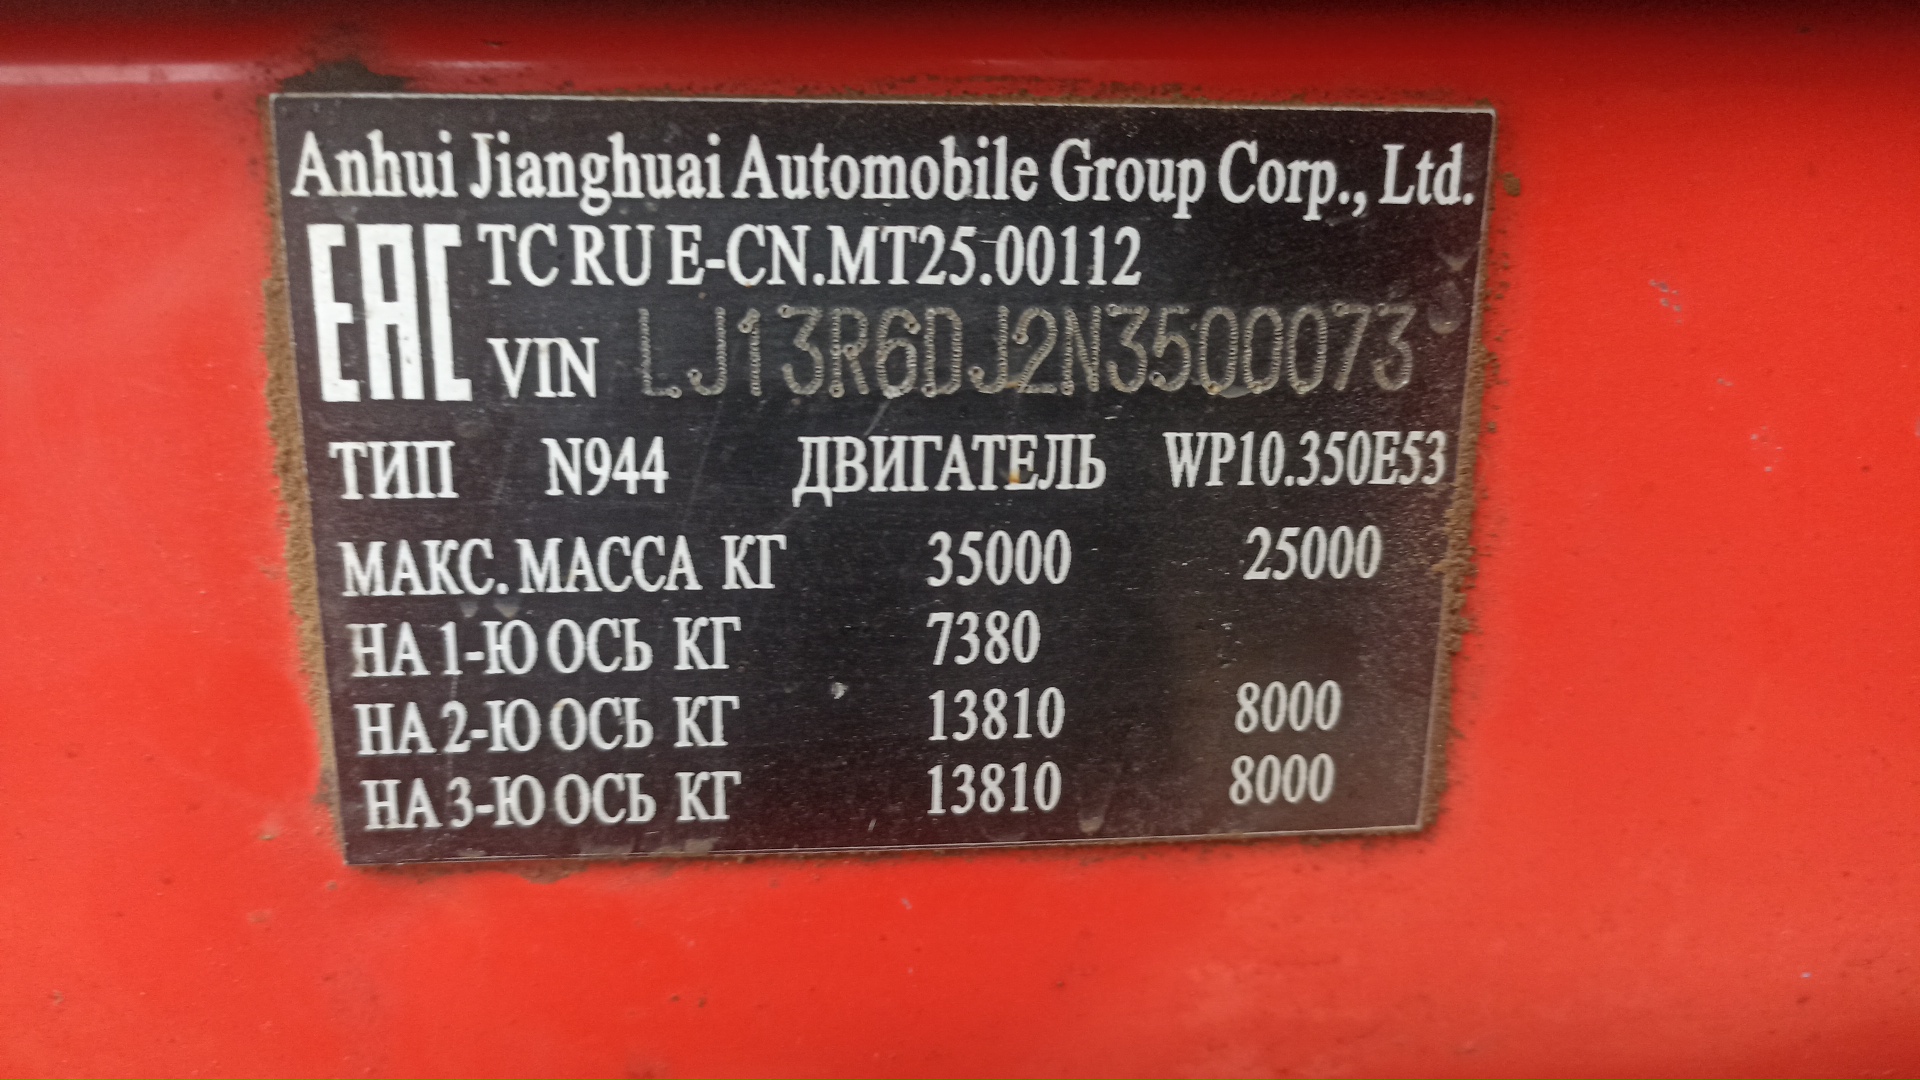 Anhui Jianghuai Automobile Group Corp., Ltd.
EAC TC RU E-CN.MT25.00112
VIN LJ13R6DJ2N3500073
ТИП N944 ДВИГАТЕЛЬ WP10.350E53
МАКС. МАССА КГ 35000 25000
НА 1-Ю ОСЬ КГ 7380
НА 2-Ю ОСЬ КГ 13810 8000
НА 3-Ю ОСЬ КГ 13810 8000